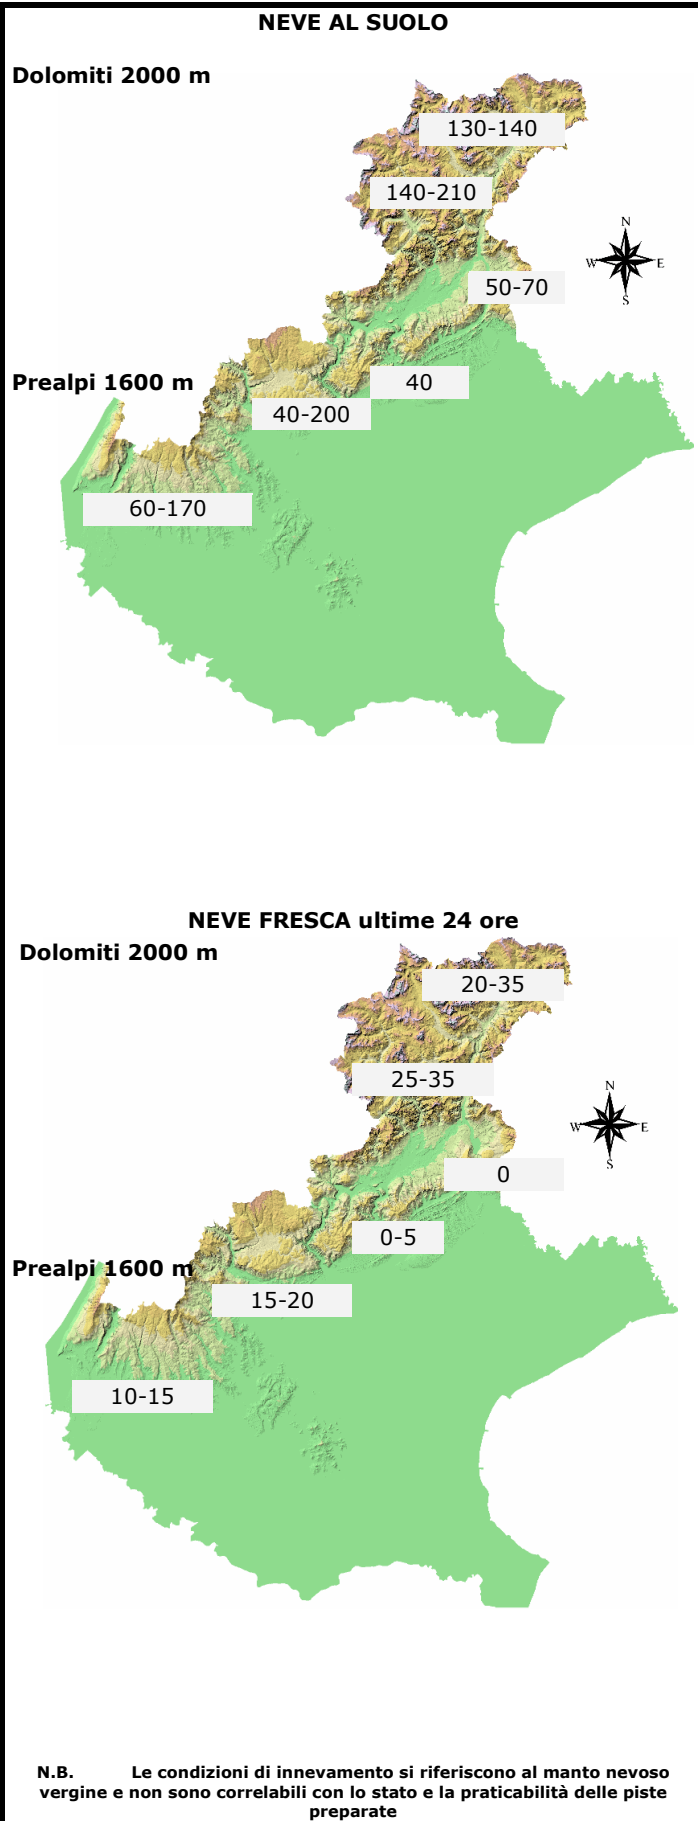 NEVE AL SUOLO
Dolomiti 2000 m
130-140
140-210
N
W E
S
50-70
Prealpi 1600 m
40
40-200
60-170
NEVE FRESCA ultime 24 ore
Dolomiti 2000 m
20-35
25-35
N
W E
S
0
0-5
Prealpi 1600 m
15-20
10-15
N.B. Le condizioni di innevamento si riferiscono al manto nevoso
vergine e non sono correlabili con lo stato e la praticabilità delle piste
preparate